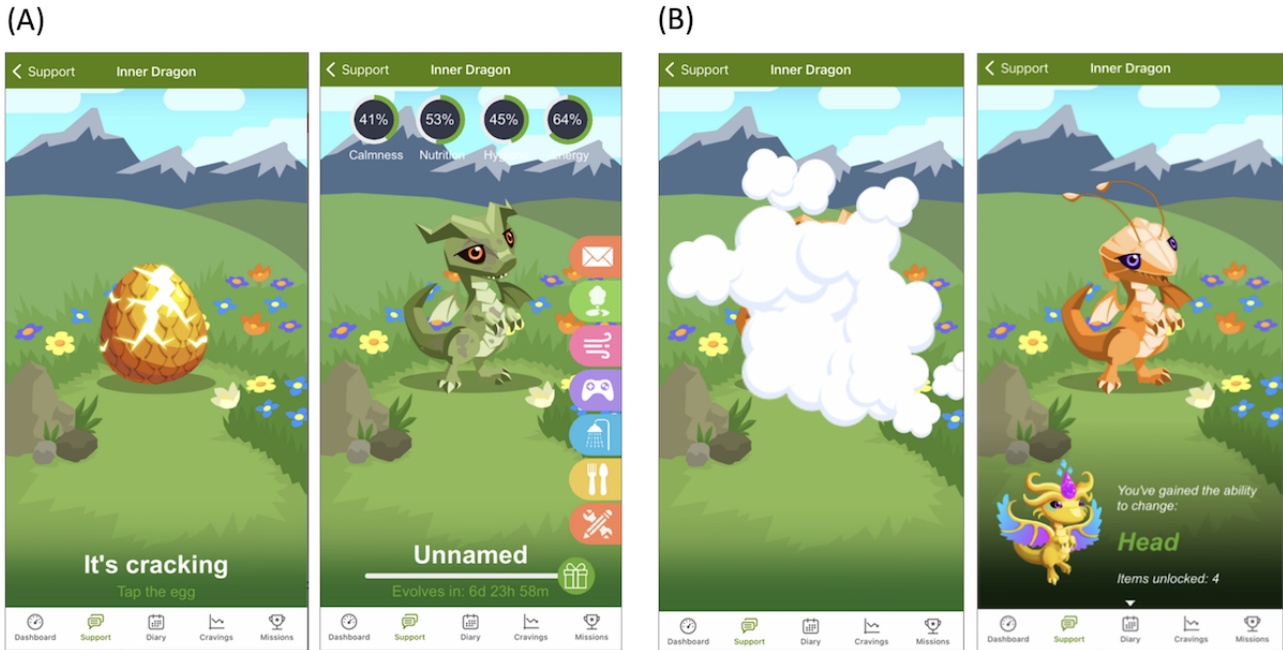 (A)
Support Inner Dragon
It's cracking
Tap the egg
Dashboard Support Diary Cravings Missions
Support Inner Dragon
41% 53% 45% 64%
Calmness Nutrition Energy
Unnamed
Evolves in: 6d 23h 58m
Dashboard Support Diary Cravings Missions
(B)
Support Inner Dragon
Dashboard Support Diary Cravings Missions
Support Inner Dragon
You've gained the ability
to change:
Head
Items unlocked: 4
Dashboard Support Diary Cravings Missions